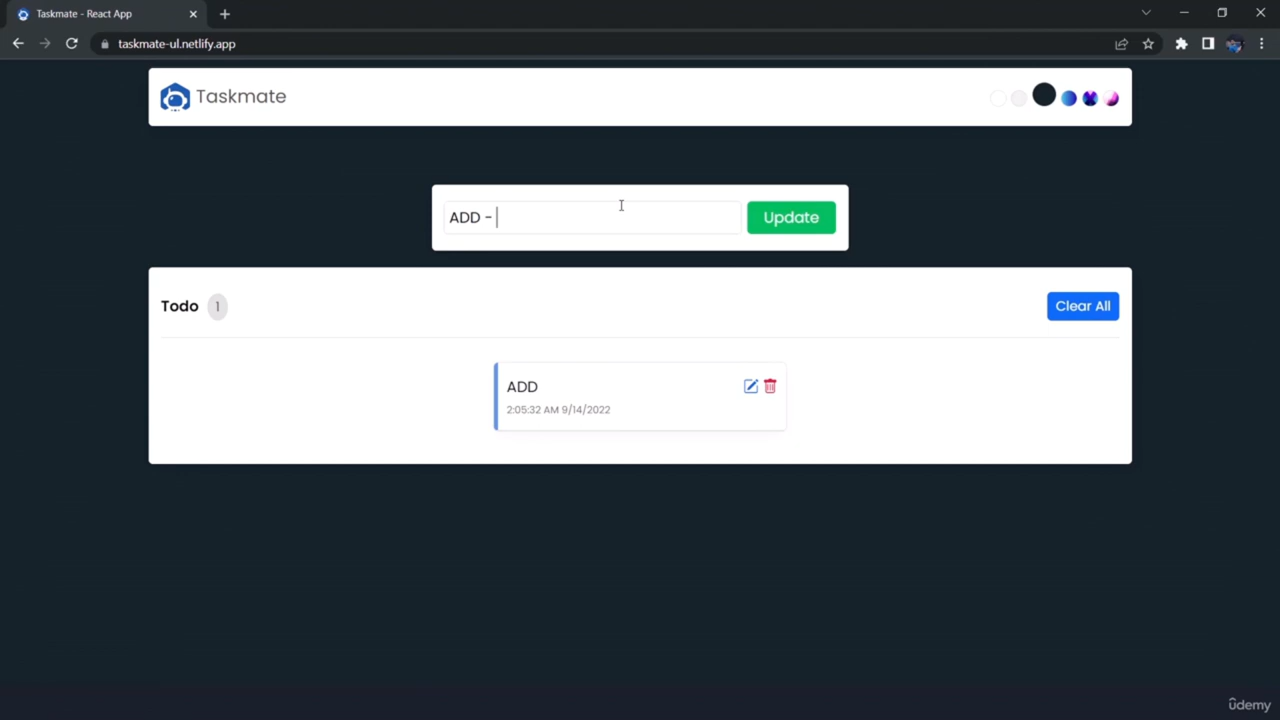 Taskmate - React App
taskmate-ul.netlify.app
Taskmate
ADD -
Update
Todo 1
Clear All
ADD
2:05:32 AM 9/14/2022
ûdemy